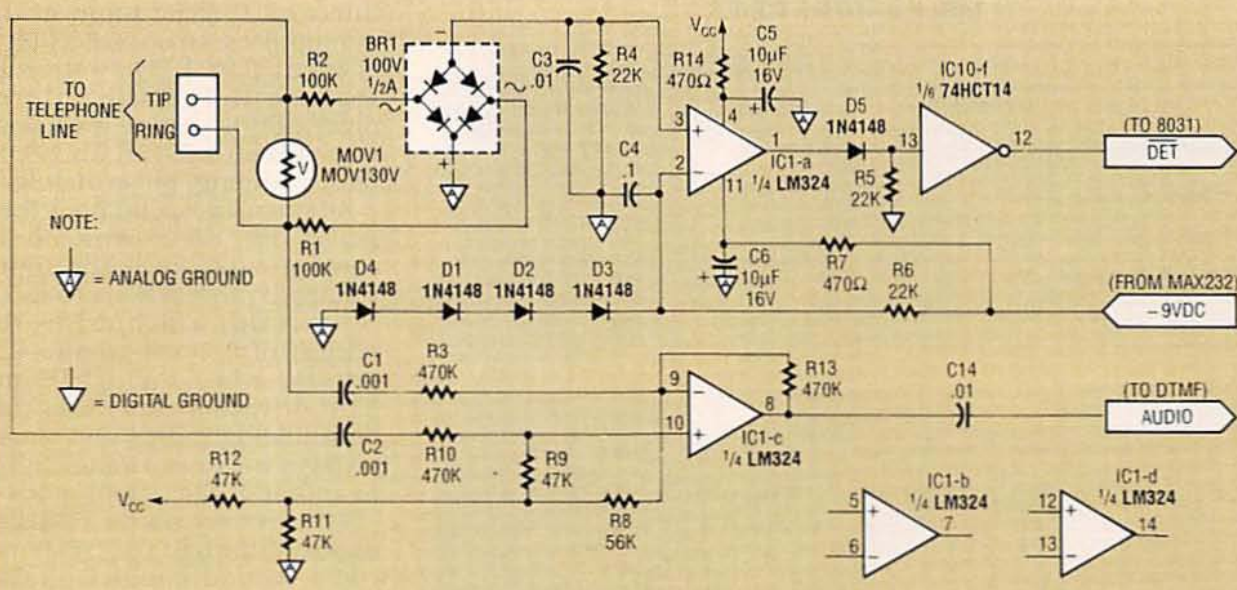 TO
TELEPHONE
LINE
TIP
RING
R2
100K
BR1
100V
½A
~
−
~
+
A
MOV1
MOV130V
V
R1
100K
NOTE:
A = ANALOG GROUND
= DIGITAL GROUND
C3
.01
R4
22K
C4
.1
A
VCC
R14
470Ω
C5
10µF
16V
+
A
3 +
2 −
4
11
1
IC1-a
¼ LM324
D5
1N4148
R5
22K
IC10-f
⅙ 74HCT14
13
12
(TO 8031)
DET
C6
10µF
16V
+
A
R7
470Ω
R6
22K
(FROM MAX232)
−9VDC
D4
1N4148
D1
1N4148
D2
1N4148
D3
1N4148
A
C1
.001
R3
470K
C2
.001
R10
470K
R9
47K
R8
56K
9 −
10 +
8
IC1-c
¼ LM324
R13
470K
C14
.01
(TO DTMF)
AUDIO
R12
47K
VCC
R11
47K
A
IC1-b
¼ LM324
5 +
6 −
7
IC1-d
¼ LM324
12 +
13 −
14